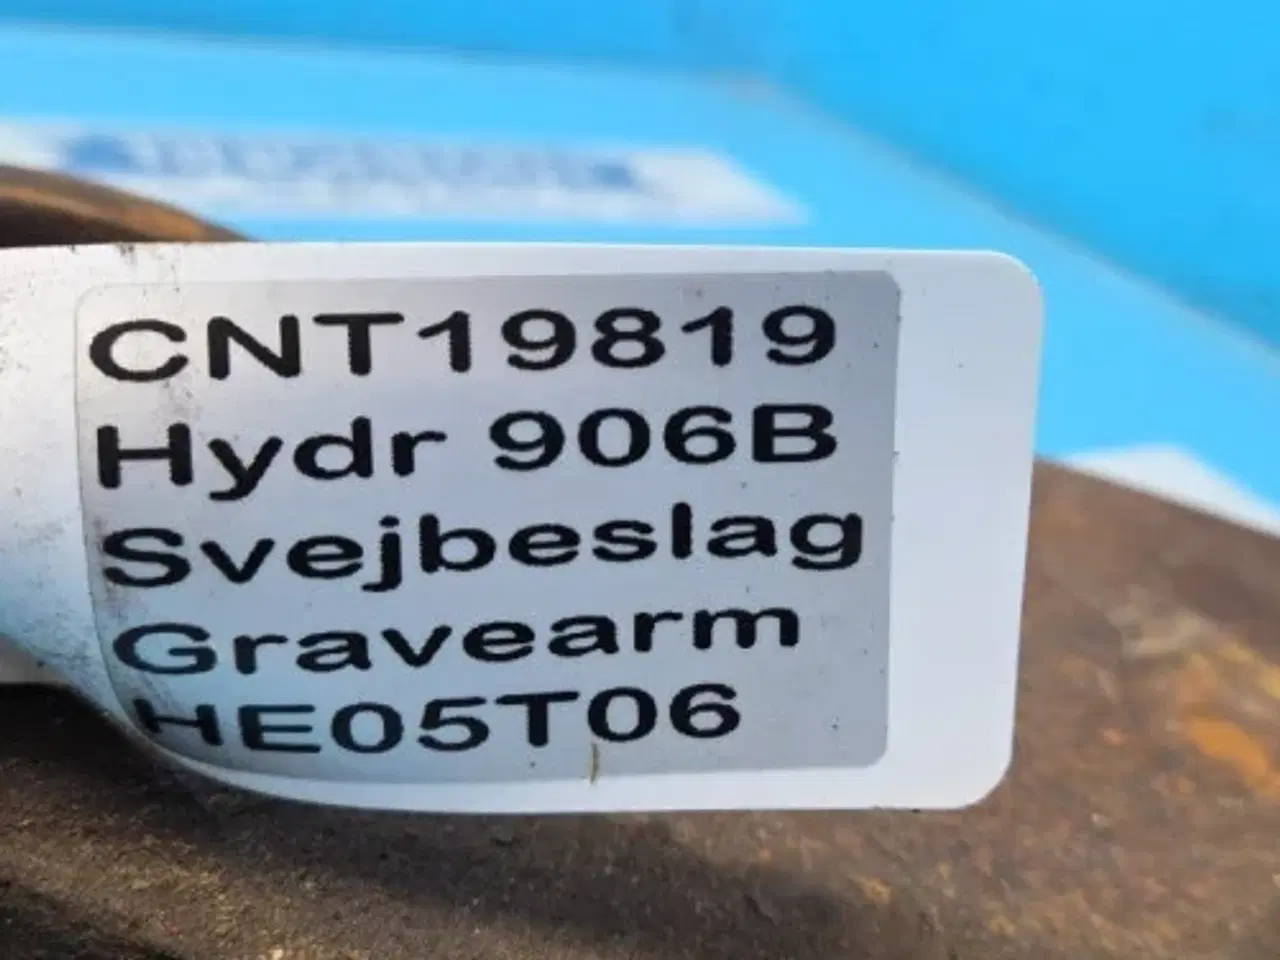 CNT19819
Hydr 906B
Svejbeslag
Gravearm
HE05T06